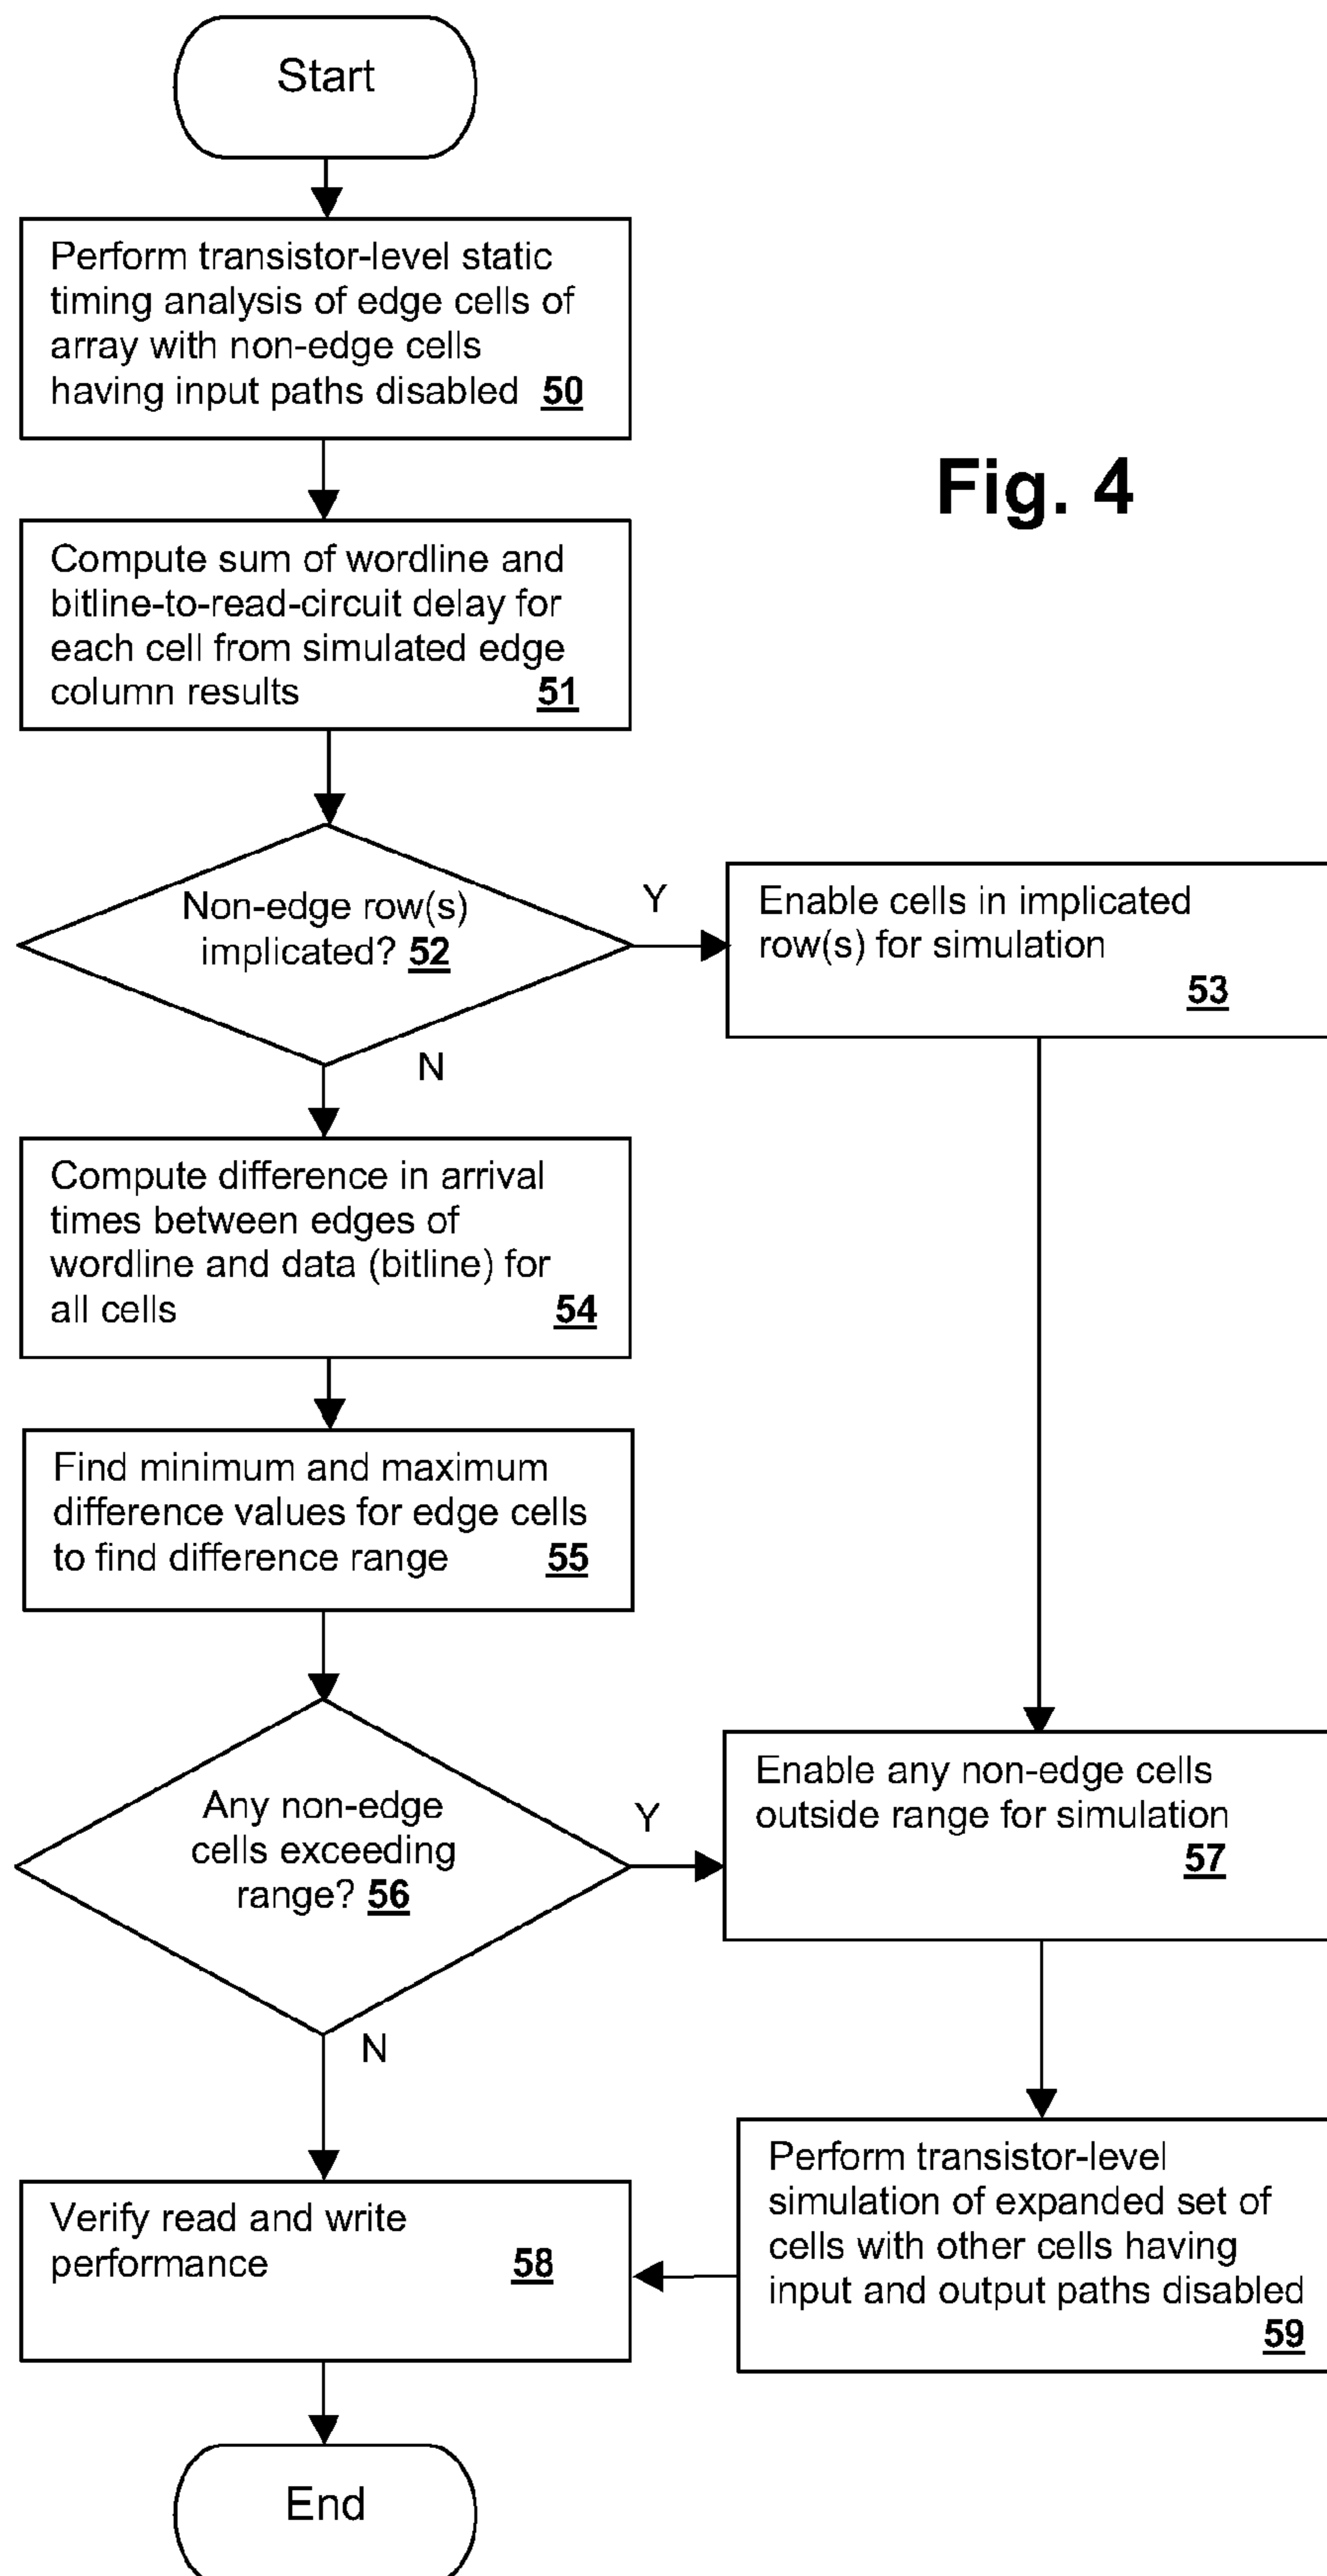 Start
Perform transistor-level static
timing analysis of edge cells of
array with non-edge cells
having input paths disabled 50
Fig. 4
Compute sum of wordline and
bitline-to-read-circuit delay for
each cell from simulated edge
column results 51
Non-edge row(s)
implicated? 52
Y
Enable cells in implicated
row(s) for simulation
53
N
Compute difference in arrival
times between edges of
wordline and data (bitline) for
all cells 54
Find minimum and maximum
difference values for edge cells
to find difference range 55
Any non-edge
cells exceeding
range? 56
Y
Enable any non-edge cells
outside range for simulation
57
N
Perform transistor-level
simulation of expanded set of
cells with other cells having
input and output paths disabled
59
Verify read and write
performance 58
End